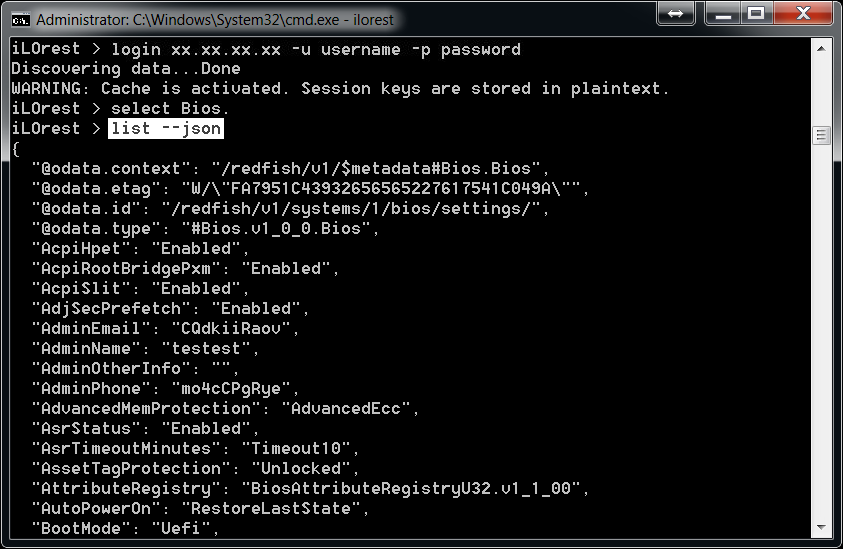 Administrator: C:\Windows\System32\cmd.exe - ilorest
iLOrest > login xx.xx.xx.xx -u username -p password
Discovering data...Done
WARNING: Cache is activated. Session keys are stored in plaintext.
iLOrest > select Bios.
iLOrest > list --json
{
  "@odata.context": "/redfish/v1/$metadata#Bios.Bios",
  "@odata.etag": "W/\"FA7951C4393265656522761 7541C049A\"",
  "@odata.id": "/redfish/v1/systems/1/bios/settings/",
  "@odata.type": "#Bios.v1_0_0.Bios",
  "AcpiHpet": "Enabled",
  "AcpiRootBridgePxm": "Enabled",
  "AcpiSlit": "Enabled",
  "AdjSecPrefetch": "Enabled",
  "AdminEmail": "CQdkiiRaov",
  "AdminName": "testest",
  "AdminOtherInfo": "",
  "AdminPhone": "mo4cCPgRye",
  "AdvancedMemProtection": "AdvancedEcc",
  "AsrStatus": "Enabled",
  "AsrTimeoutMinutes": "Timeout10",
  "AssetTagProtection": "Unlocked",
  "AttributeRegistry": "BiosAttributeRegistryU32.v1_1_00",
  "AutoPowerOn": "RestoreLastState",
  "BootMode": "Uefi",